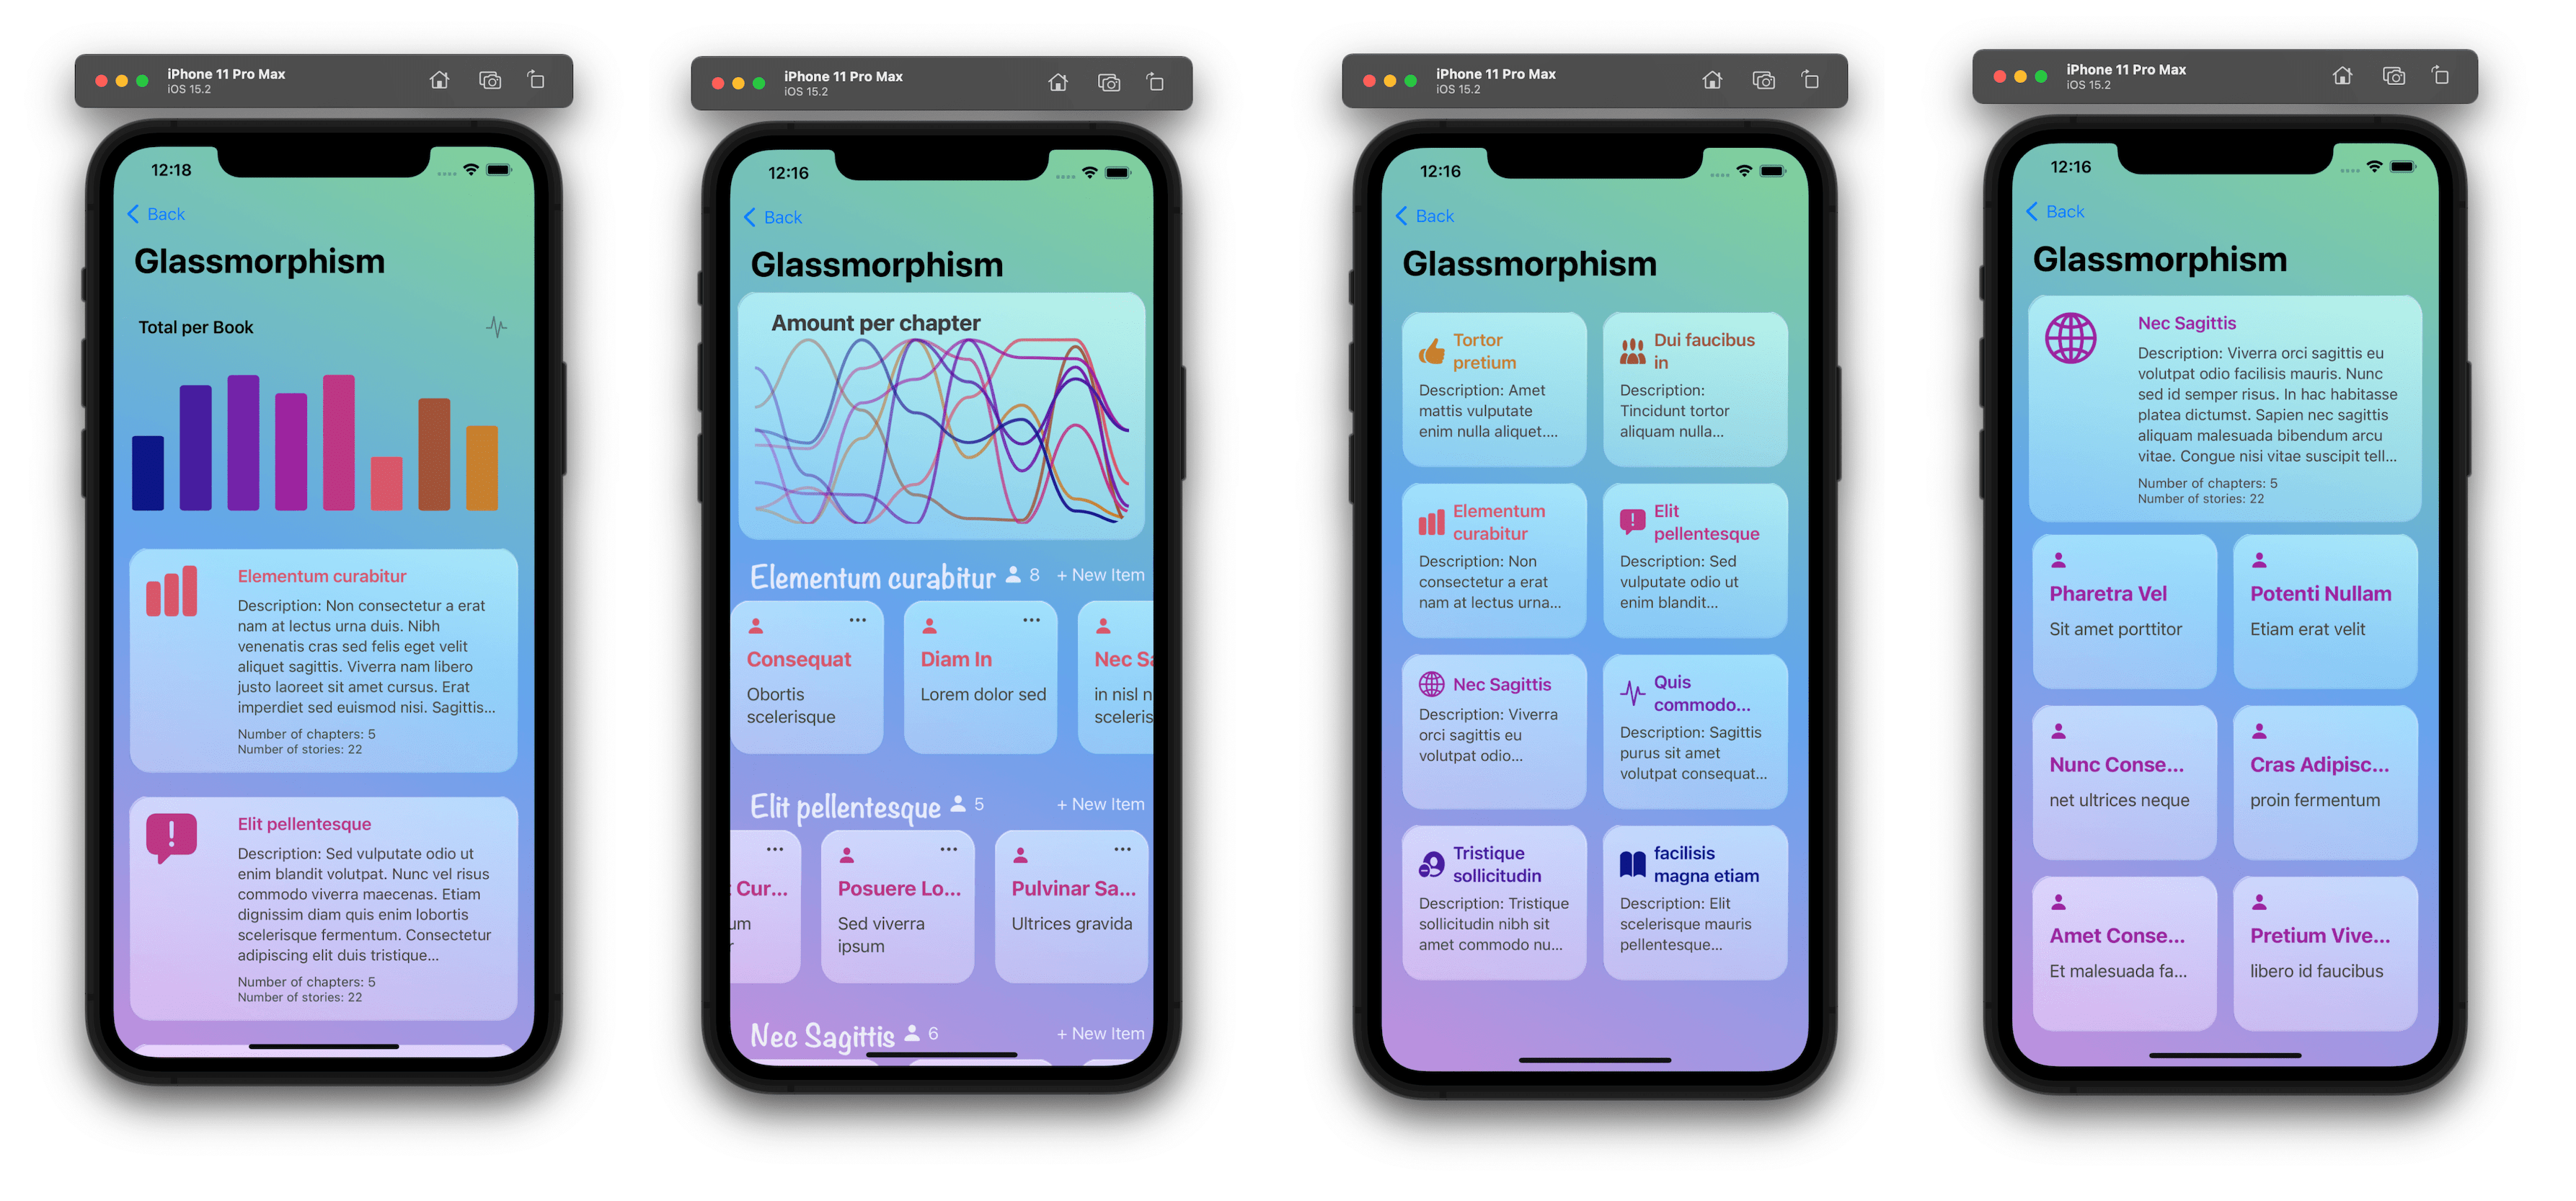 iPhone 11 Pro Max
iOS 15.2
12:18
Back
Glassmorphism
Total per Book
Elementum curabitur
Description: Non consectetur a erat
nam at lectus urna duis. Nibh
venenatis cras sed felis eget velit
aliquet sagittis. Viverra nam libero
justo laoreet sit amet cursus. Erat
imperdiet sed euismod nisi. Sagittis...
Number of chapters: 5
Number of stories: 22
Elit pellentesque
Description: Sed vulputate odio ut
enim blandit volutpat. Nunc vel risus
commodo viverra maecenas. Etiam
dignissim diam quis enim lobortis
scelerisque fermentum. Consectetur
adipiscing elit duis tristique...
Number of chapters: 5
Number of stories: 22
iPhone 11 Pro Max
iOS 15.2
12:16
Back
Glassmorphism
Amount per chapter
Elementum curabitur 8 + New Item
Consequat
Obortis
scelerisque
Diam In
Lorem dolor sed
Nec Sa
in nisl n
sceleris
Elit pellentesque 5 + New Item
Cur...
um
r
Posuere Lo...
Sed viverra
ipsum
Pulvinar Sa...
Ultrices gravida
Nec Sagittis 6 + New Item
iPhone 11 Pro Max
iOS 15.2
12:16
Back
Glassmorphism
Tortor
pretium
Description: Amet
mattis vulputate
enim nulla aliquet....
Dui faucibus
in
Description:
Tincidunt tortor
aliquam nulla...
Elementum
curabitur
Description: Non
consectetur a erat
nam at lectus urna...
Elit
pellentesque
Description: Sed
vulputate odio ut
enim blandit...
Nec Sagittis
Description: Viverra
orci sagittis eu
volutpat odio...
Quis
commodo...
Description: Sagittis
purus sit amet
volutpat consequat...
Tristique
sollicitudin
Description: Tristique
sollicitudin nibh sit
amet commodo nu...
facilisis
magna etiam
Description: Elit
scelerisque mauris
pellentesque...
iPhone 11 Pro Max
iOS 15.2
12:16
Back
Glassmorphism
Nec Sagittis
Description: Viverra orci sagittis eu
volutpat odio facilisis mauris. Nunc
sed id semper risus. In hac habitasse
platea dictumst. Sapien nec sagittis
aliquam malesuada bibendum arcu
vitae. Congue nisi vitae suscipit tell...
Number of chapters: 5
Number of stories: 22
Pharetra Vel
Sit amet porttitor
Potenti Nullam
Etiam erat velit
Nunc Conse...
net ultrices neque
Cras Adipisc...
proin fermentum
Amet Conse...
Et malesuada fa...
Pretium Vive...
libero id faucibus